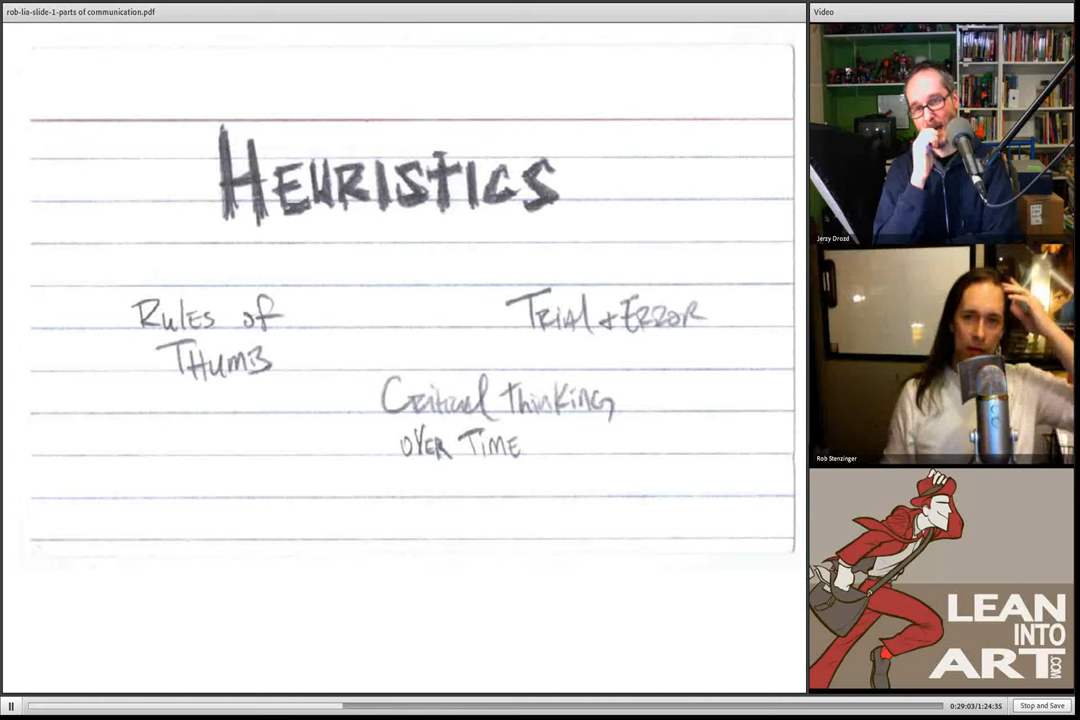 rob-lia-slide-1-parts of communication.pdf
Video
HEURISTICS
RULES OF
THUMB
TRIAL + ERROR
Critical Thinking
OVER TIME
Jerzy Drozd
Rob Stenzinger
LEAN
INTO
ART.COM
0:29:03/1:24:35
Stop and Save